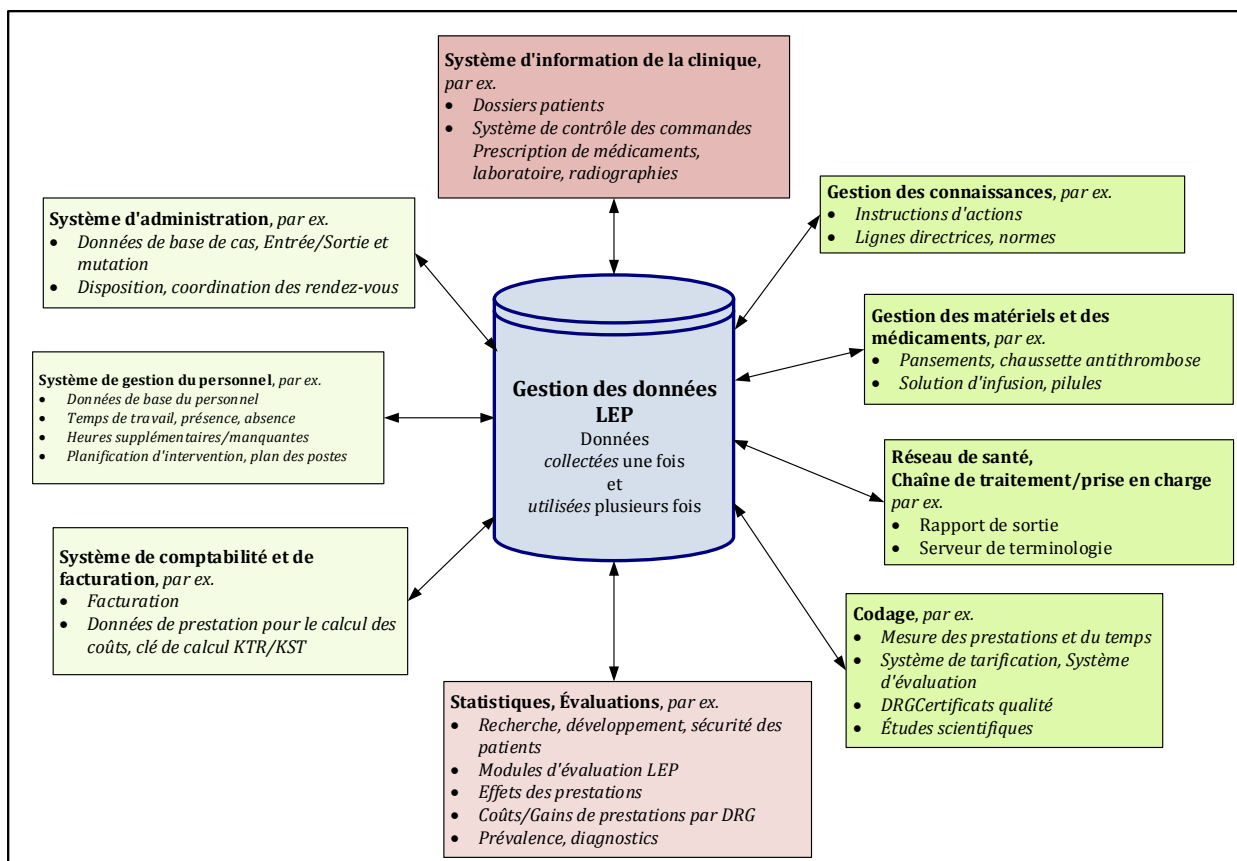 Système d'information de la clinique,
par ex.
• Dossiers patients
• Système de contrôle des commandes
Prescription de médicaments,
laboratoire, radiographies
Système d'administration, par ex.
• Données de base de cas, Entrée/Sortie et
mutation
• Disposition, coordination des rendez-vous
Gestion des connaissances, par ex.
• Instructions d'actions
• Lignes directrices, normes
Gestion des matériels et des
médicaments, par ex.
• Pansements, chaussette antithrombose
• Solution d'infusion, pilules
Système de gestion du personnel, par ex.
• Données de base du personnel
• Temps de travail, présence, absence
• Heures supplémentaires/manquantes
• Planification d'intervention, plan des postes
Gestion des données
LEP
Données
collectées une fois
et
utilisées plusieurs fois
Réseau de santé,
Chaîne de traitement/prise en charge
par ex.
• Rapport de sortie
• Serveur de terminologie
Système de comptabilité et de
facturation, par ex.
• Facturation
• Données de prestation pour le calcul des
coûts, clé de calcul KTR/KST
Codage, par ex.
• Mesure des prestations et du temps
• Système de tarification, Système
d'évaluation
• DRGCertificats qualité
• Études scientifiques
Statistiques, Évaluations, par ex.
• Recherche, développement, sécurité des
patients
• Modules d'évaluation LEP
• Effets des prestations
• Coûts/Gains de prestations par DRG
• Prévalence, diagnostics